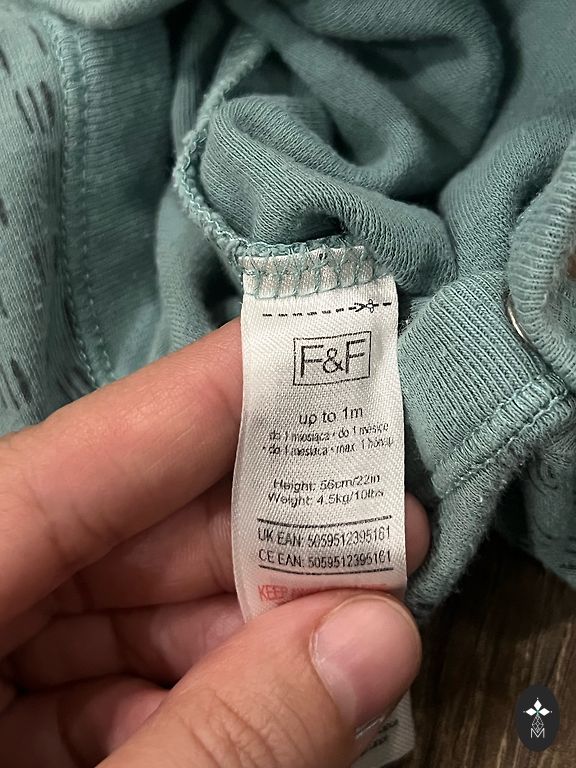 F&F
up to 1m
do 1 miesiąca • do 1 měsíce
• do 1 mesiaca • max. 1 hónap
Height: 56cm/22in
Weight: 4.5kg/10lbs
UK EAN: 5059512395161
CE EAN: 5059512395161
KEEP
M